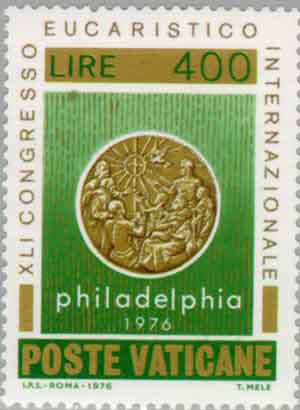 XLI CONGRESSO EUCARISTICO INTERNAZIONALE
LIRE 400
philadelphia
1976
POSTE VATICANE
I.P.S.-ROMA-1976 T. MELE